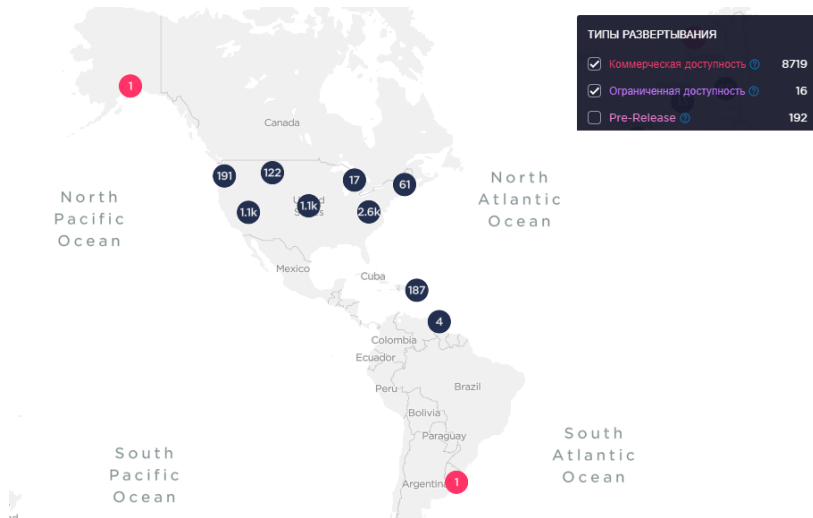 ТИПЫ РАЗВЕРТЫВАНИЯ
Коммерческая доступность 8719
Ограниченная доступность 16
Pre-Release 192
1
Canada
191
122
17
61
North
Pacific
Ocean
North
Atlantic
Ocean
1.1k
1.1k
2.6k
Mexico
Cuba
187
4
Colombia
Ecuador
Peru
Brazil
Bolivia
Paraguay
South
Pacific
Ocean
South
Atlantic
Ocean
Argentina
1